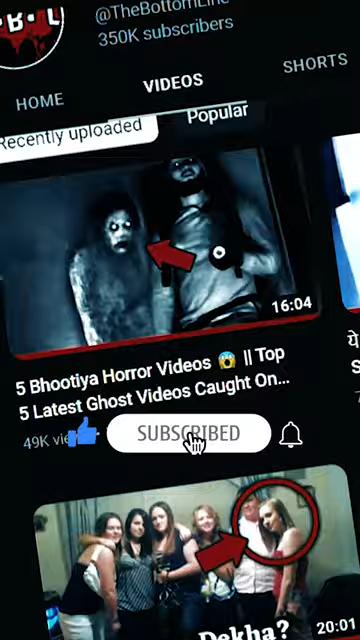 @TheBottomLine
350K subscribers
HOME
VIDEOS
SHORTS
Recently uploaded
Popular
16:04
5 Bhootiya Horror Videos 😱 || Top
5 Latest Ghost Videos Caught On...
49K
SUBSCRIBED
ये
Dekha?
20:01